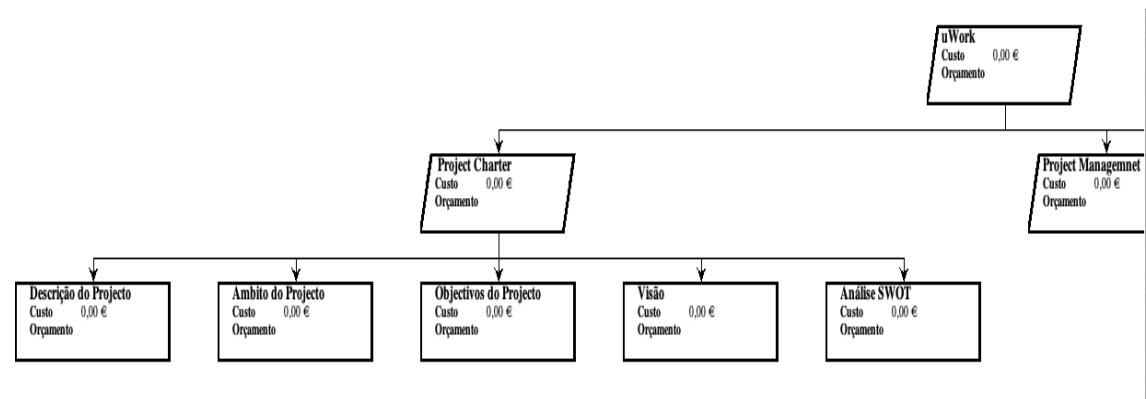 uWork
Custo 0,00 €
Orçamento
Project Charter
Custo 0,00 €
Orçamento
Project Managemnet
Custo 0,00 €
Orçamento
Descrição do Projecto
Custo 0,00 €
Orçamento
Ambito do Projecto
Custo 0,00 €
Orçamento
Objectivos do Projecto
Custo 0,00 €
Orçamento
Visão
Custo 0,00 €
Orçamento
Análise SWOT
Custo 0,00 €
Orçamento